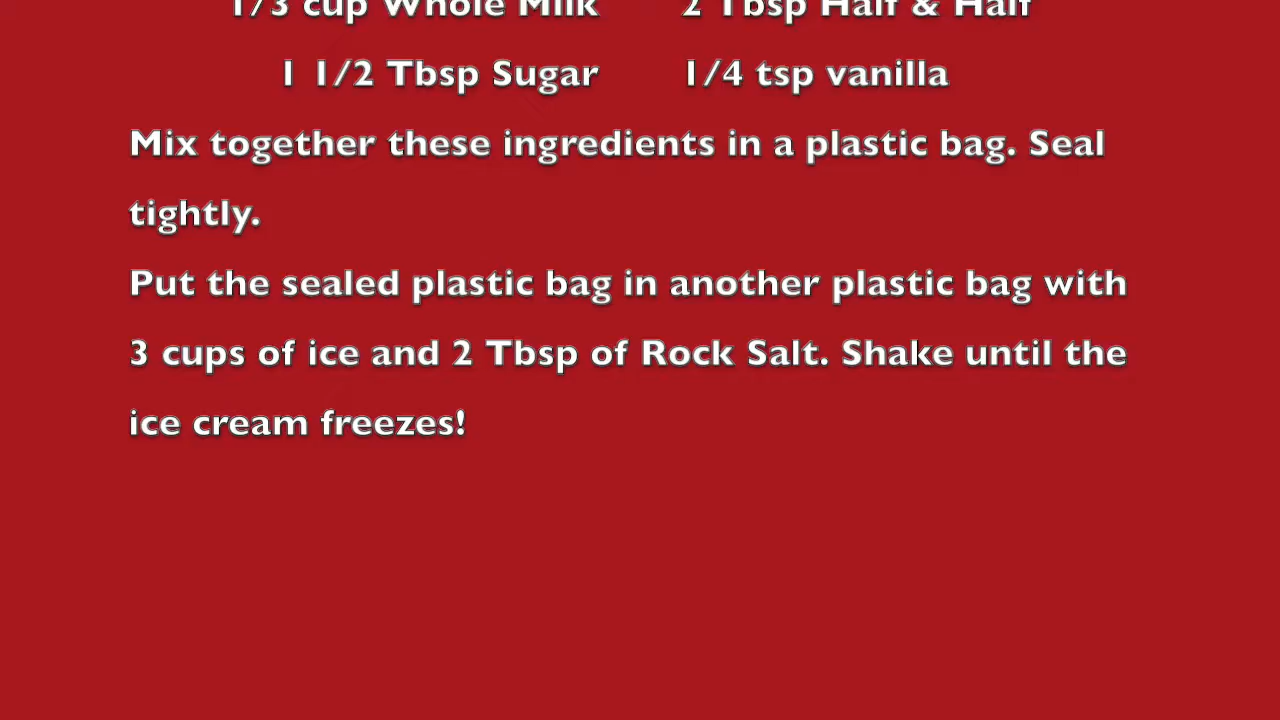 1/3 cup Whole Milk 2 Tbsp Half & Half
1 1/2 Tbsp Sugar 1/4 tsp vanilla
Mix together these ingredients in a plastic bag. Seal
tightly.
Put the sealed plastic bag in another plastic bag with
3 cups of ice and 2 Tbsp of Rock Salt. Shake until the
ice cream freezes!